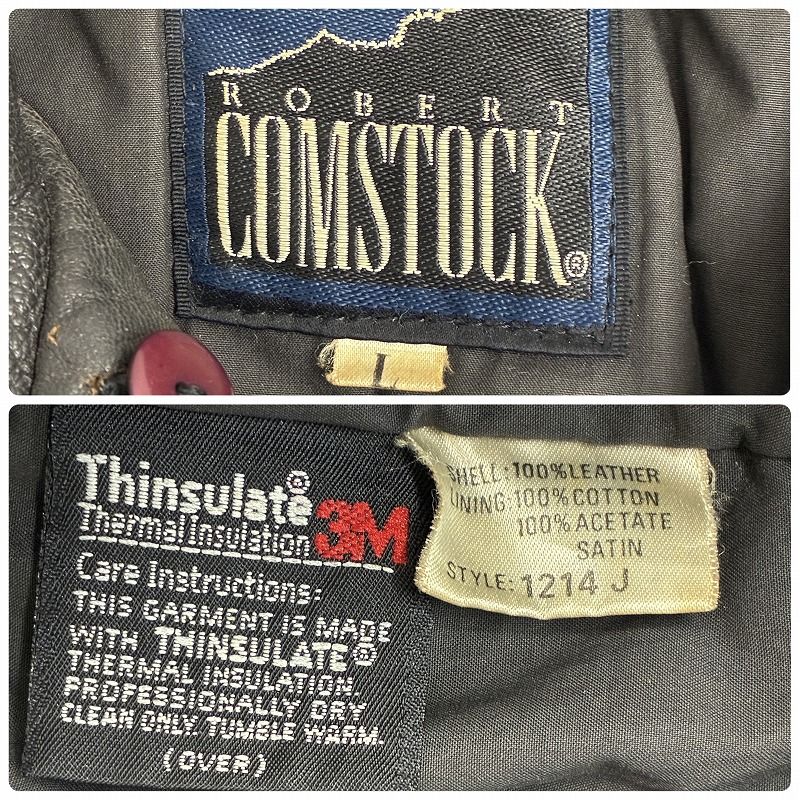 ROBERT
COMSTOCK®
L
Thinsulate®
Thermal Insulation 3M
Care Instructions:
THIS GARMENT IS MADE
WITH THINSULATE®
THERMAL INSULATION.
PROFESSIONALLY DRY
CLEAN ONLY. TUMBLE WARM.
(OVER)
SHELL: 100% LEATHER
LINING: 100% COTTON
100% ACETATE
SATIN
STYLE: 1214 J